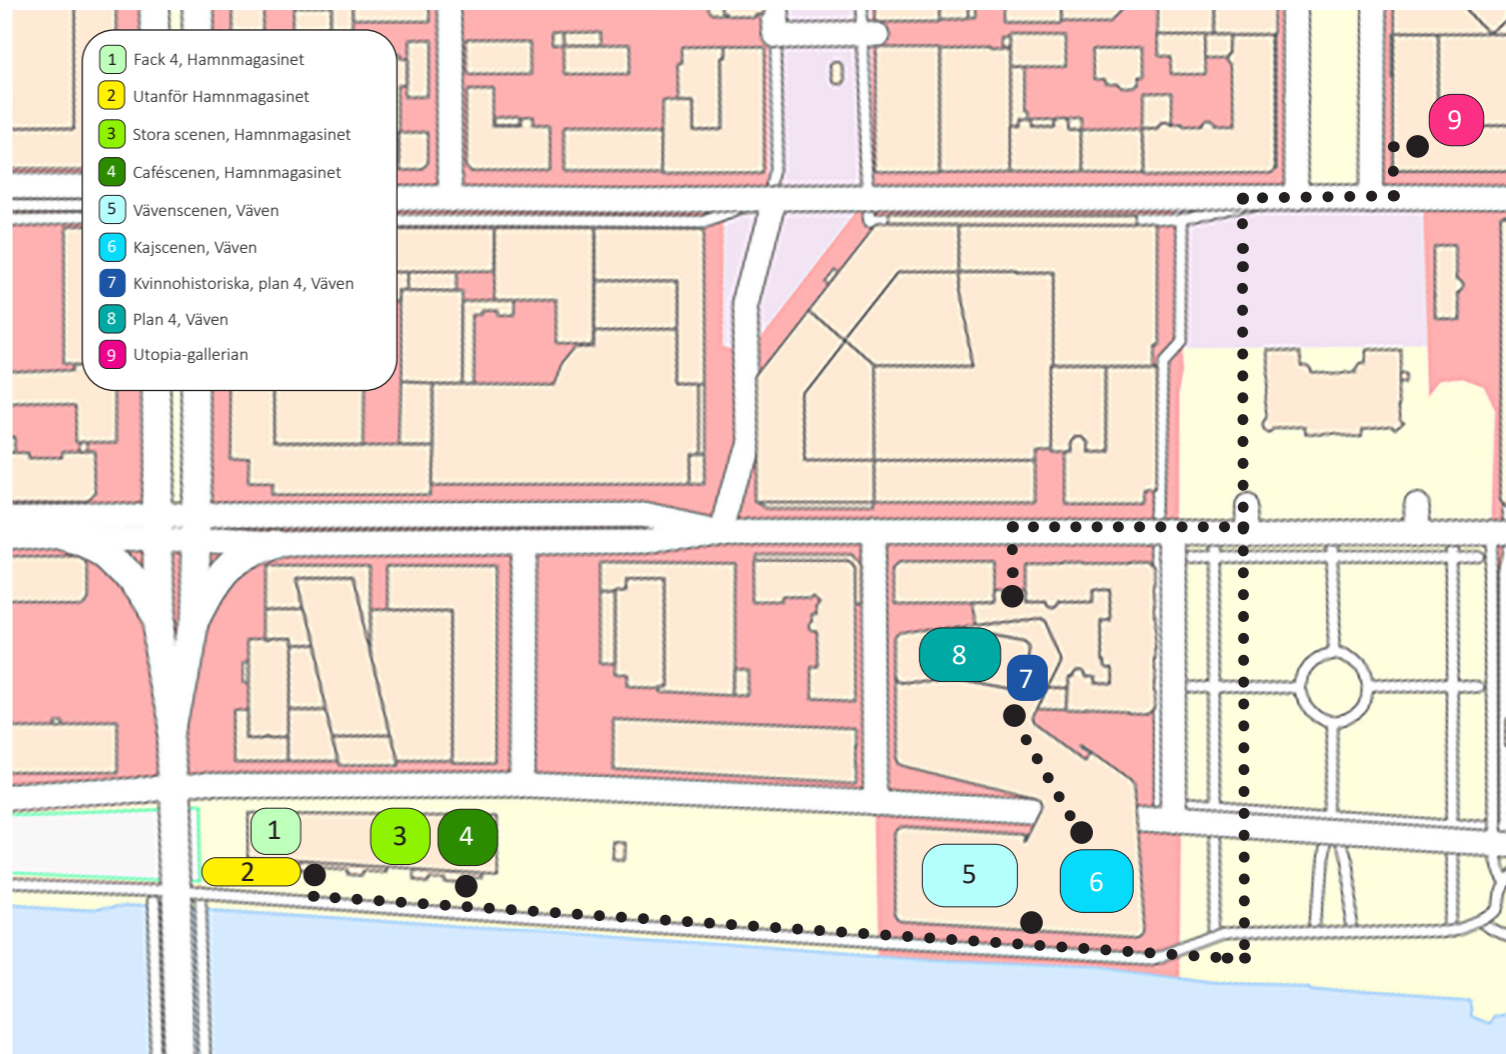 1 Fack 4, Hamnmagasinet
2 Utanför Hamnmagasinet
3 Stora scenen, Hamnmagasinet
4 Caféscenen, Hamnmagasinet
5 Vävenscenen, Väven
6 Kajscenen, Väven
7 Kvinnohistoriska, plan 4, Väven
8 Plan 4, Väven
9 Utopia-gallerian
9
8
7
1
3
4
2
5
6